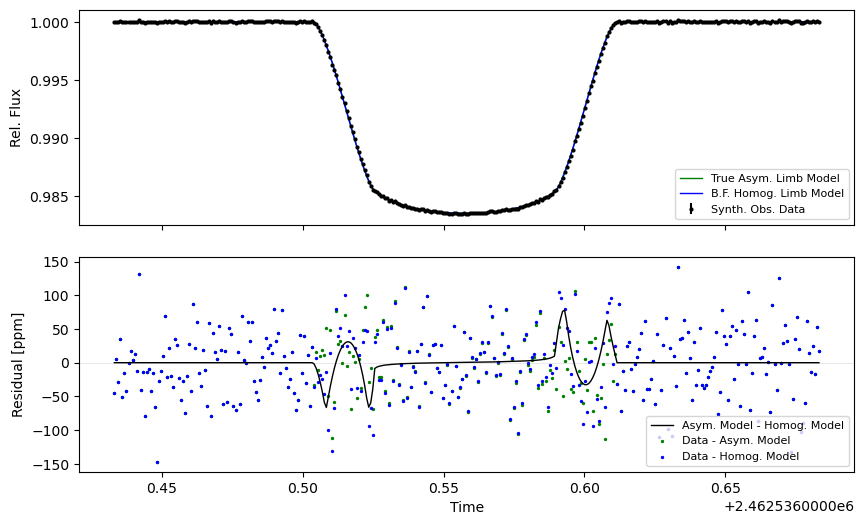 1.000
0.995
0.990
0.985
Rel. Flux
True Asym. Limb Model
B.F. Homog. Limb Model
Synth. Obs. Data
150
100
50
0
−50
−100
−150
Residual [ppm]
Asym. Model - Homog. Model
Data - Asym. Model
Data - Homog. Model
0.45
0.50
0.55
0.60
0.65
Time
+2.4625360000e6